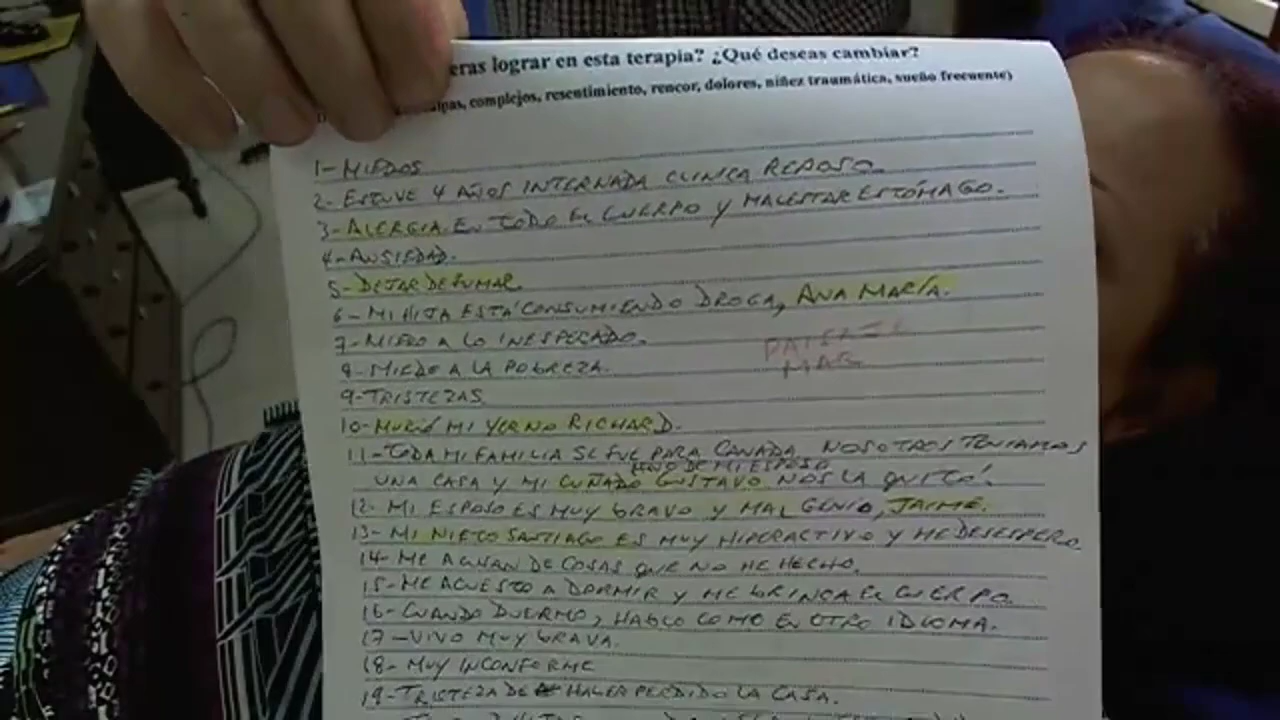 eras lograr en esta terapia? ¿Qué deseas cambiar?
complejos, resentimiento, rencor, dolores, niñez traumática, sueño frecuente)
1- MIEDOS
2- ESTUVE 4 AÑOS INTERNADA CLINICA REPOSO.
3- ALERGIA EN TODO EL CUERPO Y MALESTAR ESTÓMAGO.
4- ANSIEDAD.
5- DEJAR DE FUMAR.
6- MI HIJA ESTÁ CONSUMIENDO DROGA, ANA MARÍA.
7- MIEDO A LO INESPERADO.
8- MIEDO A LA POBREZA.
9- TRISTEZAS
10- MURIÓ MI YERNO RICHARD.
11- TODA MI FAMILIA SE FUE PARA CANADA, NOSOTROS TENIAMOS
UNA CASA Y MI CUÑADO GUSTAVO NOS LA QUITÓ.
12- MI ESPOSO ES MUY BRAVO Y MAL GENIO, JAIME.
13- MI NIETO SANTIAGO ES MUY HIPERACTIVO Y ME DESESPERO.
14- ME ACUSAN DE COSAS QUE NO HE HECHO.
15- ME ACUESTO A DORMIR Y ME BRINCA EL CUERPO.
16- CUANDO DUERMO, HABLO COMO EN OTRO IDIOMA.
17- VIVO MUY BRAVA.
18- MUY INCONFORME
19- TRISTEZA DE HABER PERDIDO LA CASA.